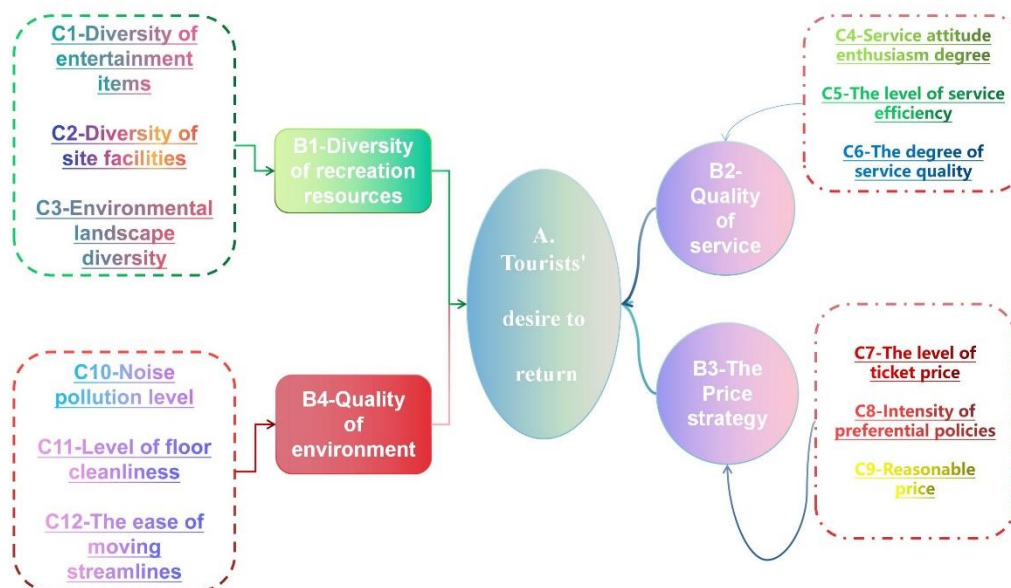 C1-Diversity of
entertainment
items
C2-Diversity of
site facilities
C3-Environmental
landscape
diversity
B1-Diversity
of recreation
resources
C10-Noise
pollution level
C11-Level of floor
cleanliness
C12-The ease of
moving
streamlines
B4-Quality
of
environment
A.
Tourists'
desire to
return
B2-
Quality
of
service
B3-The
Price
strategy
C4-Service attitude
enthusiasm degree
C5-The level of service
efficiency
C6-The degree of
service quality
C7-The level of
ticket price
C8-Intensity of
preferential policies
C9-Reasonable
price